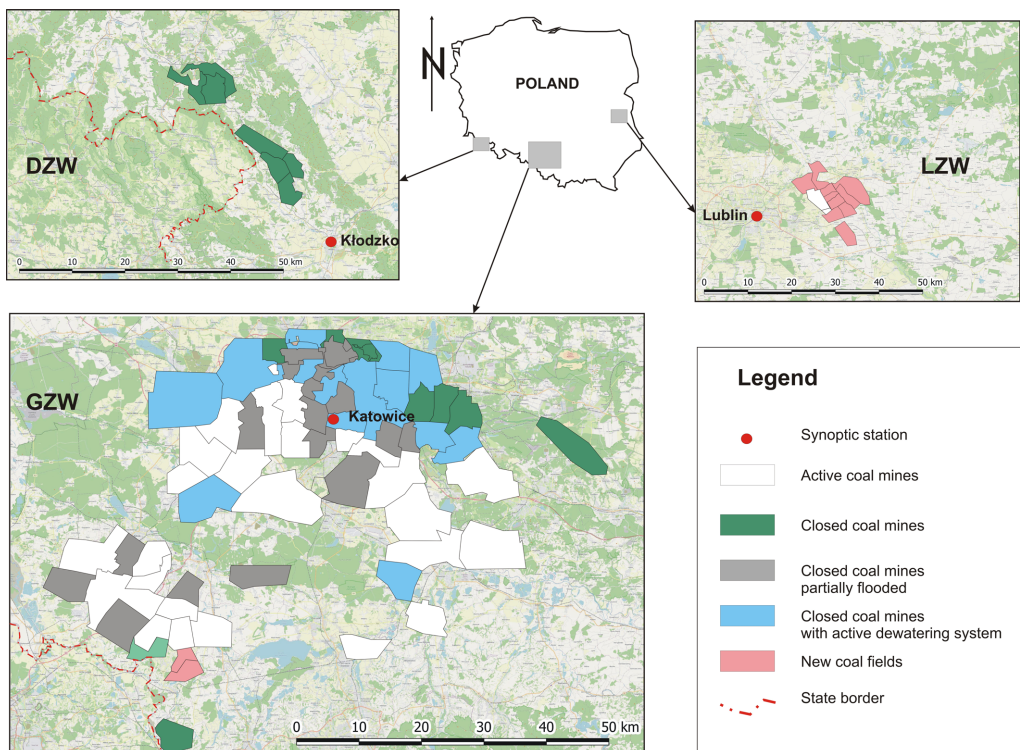 DZW
Kłodzko
0 10 20 30 40 50 km
N
POLAND
LZW
Lublin
0 10 20 30 40 50 km
GZW
Katowice
0 10 20 30 40 50 km
Legend
Synoptic station
Active coal mines
Closed coal mines
Closed coal mines
partially flooded
Closed coal mines
with active dewatering system
New coal fields
State border